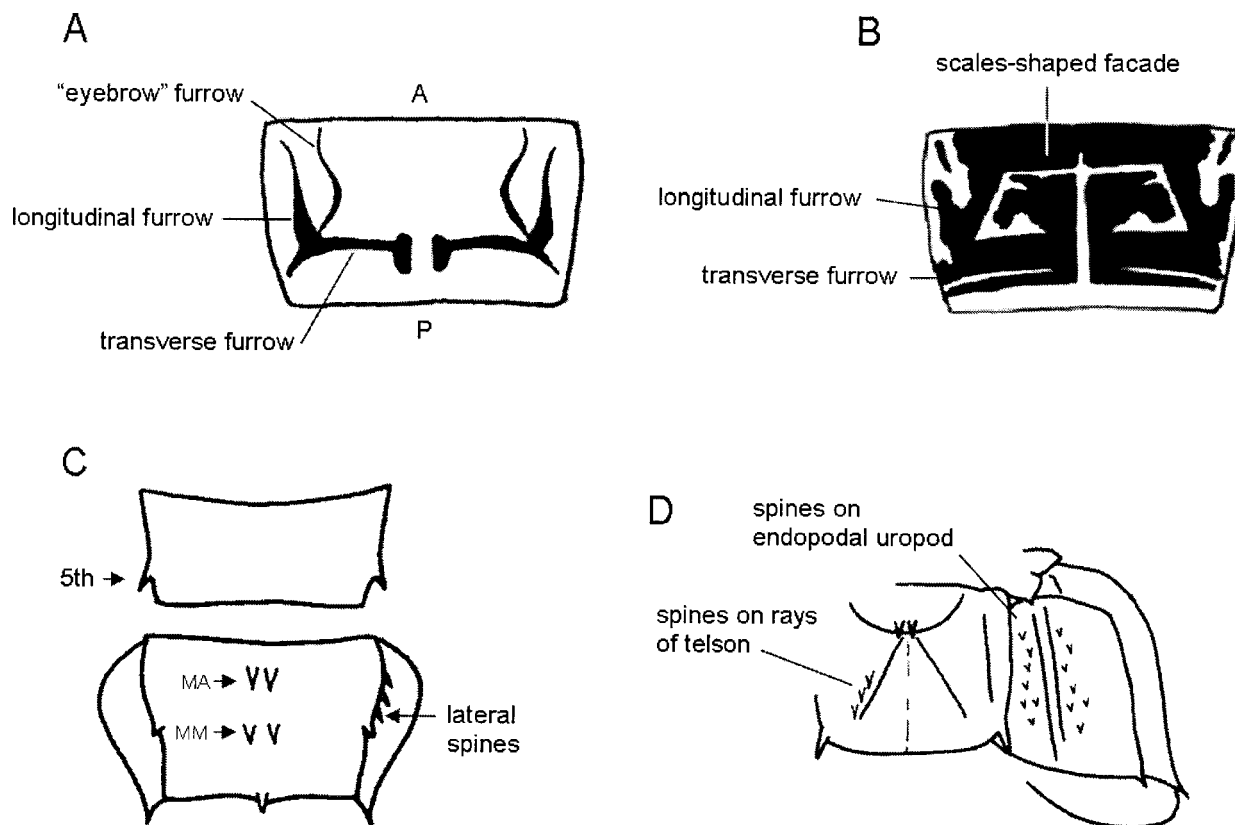 A
"eyebrow" furrow
A
longitudinal furrow
transverse furrow
P
B
scales-shaped facade
longitudinal furrow
transverse furrow
C
5th
MA
MM
lateral
spines
D
spines on
endopodal uropod
spines on rays
of telson